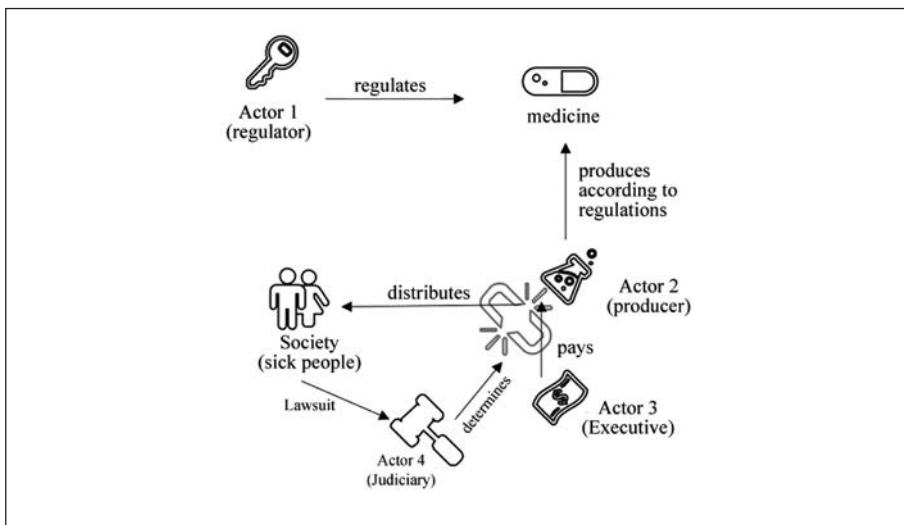 regulates
Actor 1
(regulator)
medicine
produces
according to
regulations
Actor 2
(producer)
distributes
Society
(sick people)
pays
Lawsuit
determines
Actor 3
(Executive)
Actor 4
(Judiciary)
$